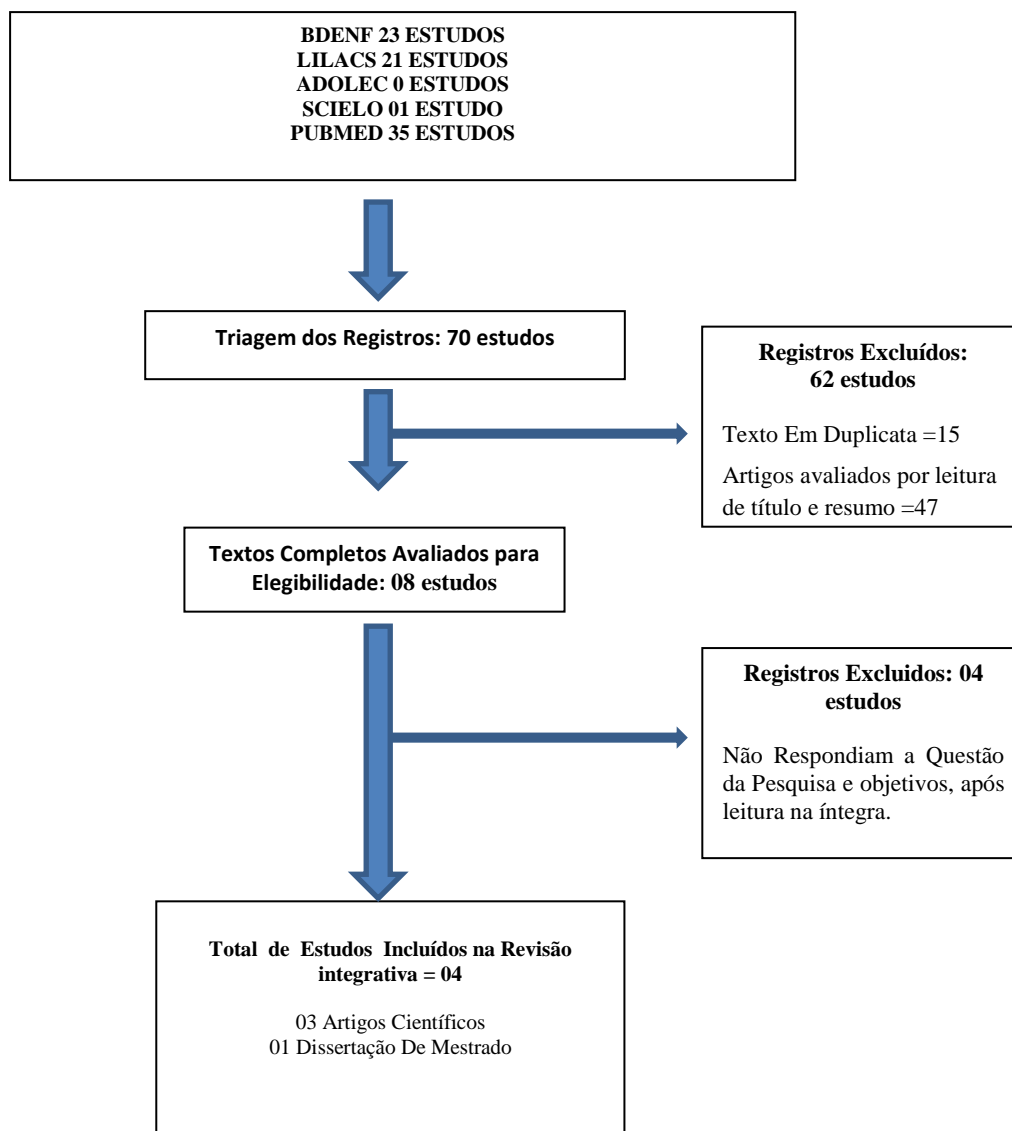 BDENF 23 ESTUDOS
LILACS 21 ESTUDOS
ADOLEC 0 ESTUDOS
SCIELO 01 ESTUDO
PUBMED 35 ESTUDOS
Triagem dos Registros: 70 estudos
Registros Excluídos:
62 estudos
Texto Em Duplicata =15
Artigos avaliados por leitura
de título e resumo =47
Textos Completos Avaliados para
Elegibilidade: 08 estudos
Registros Excluidos: 04
estudos
Não Respondiam a Questão
da Pesquisa e objetivos, após
leitura na íntegra.
Total de Estudos Incluídos na Revisão
integrativa = 04
03 Artigos Científicos
01 Dissertação De Mestrado